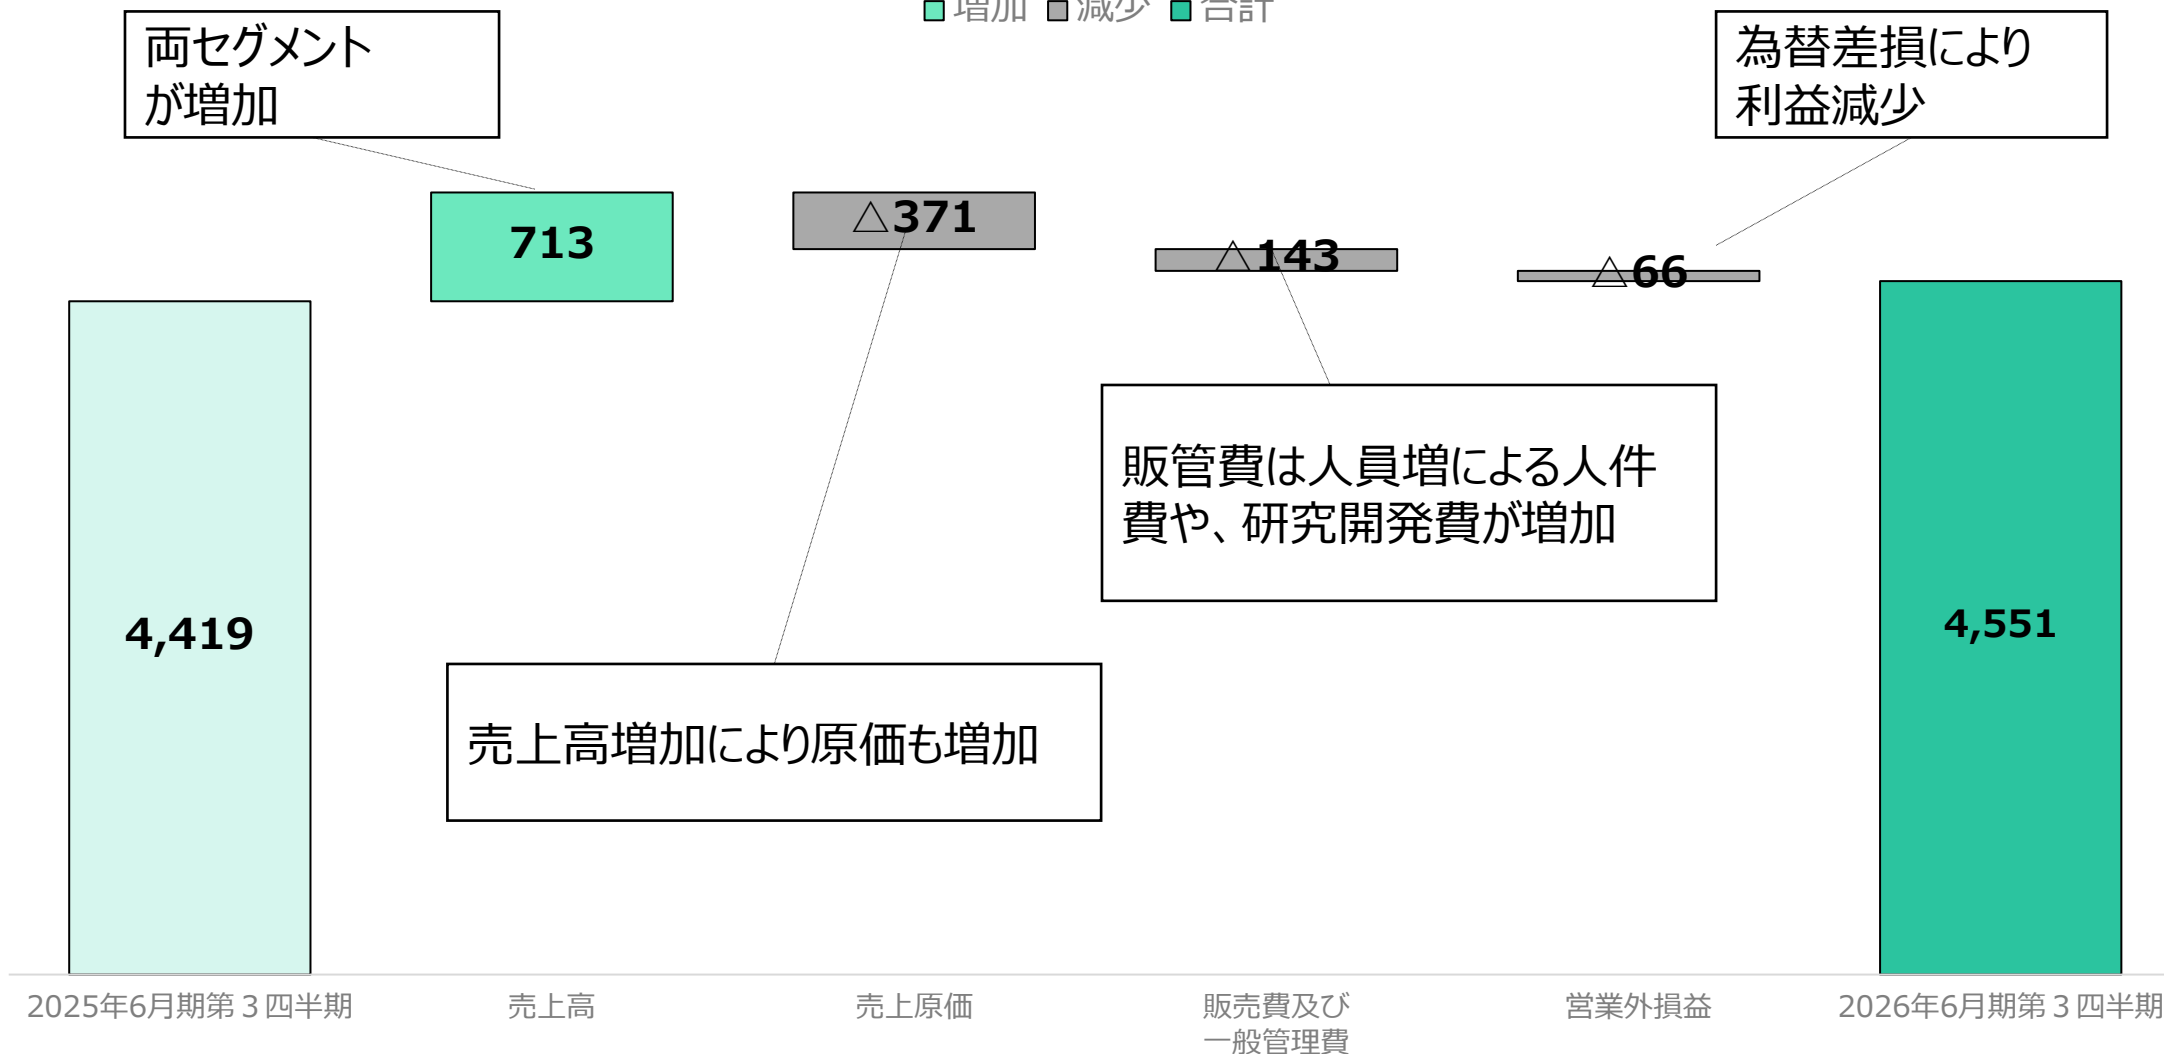 増加 減少 合計
両セグメント
が増加
為替差損により
利益減少
713
△371
△143
△66
販管費は人員増による人件
費や、研究開発費が増加
4,419
4,551
売上高増加により原価も増加
2025年6月期第３四半期
売上高
売上原価
販売費及び
一般管理費
営業外損益
2026年6月期第３四半期